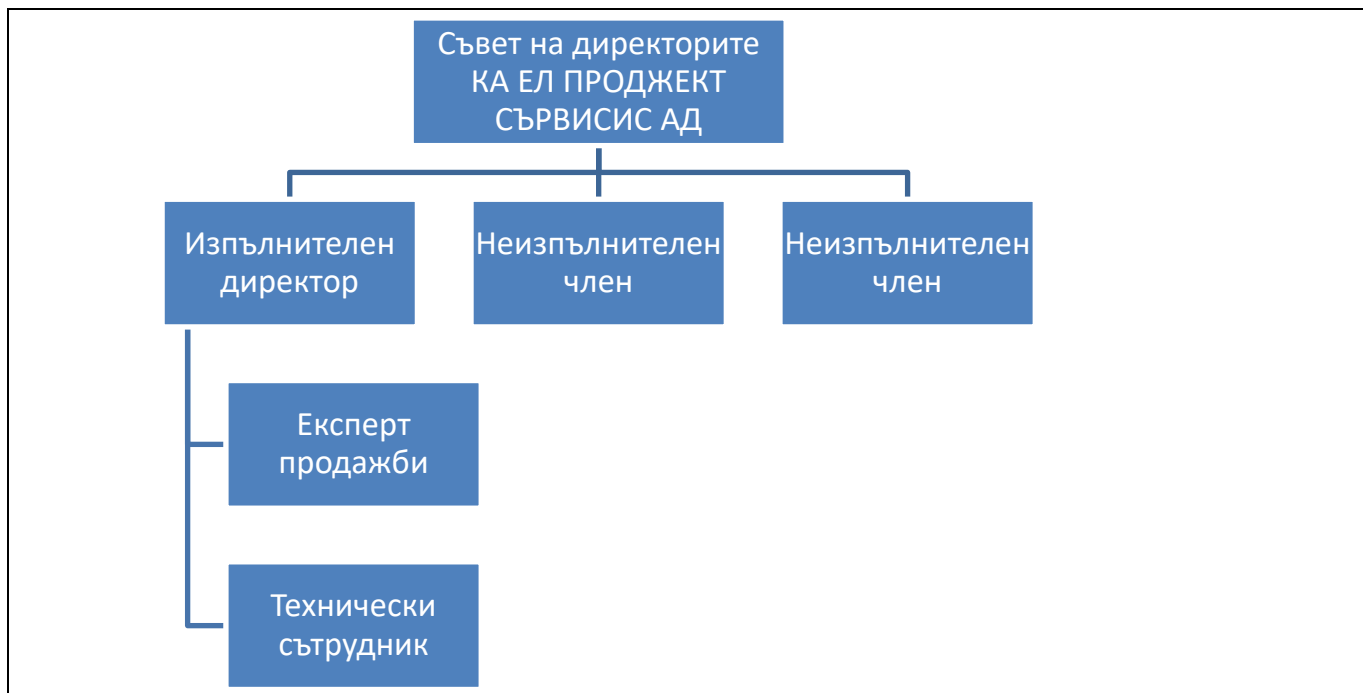 Съвет на директорите
КА ЕЛ ПРОДЖЕКТ
СЪРВИСИС АД
Изпълнителен
директор
Неизпълнителен
член
Неизпълнителен
член
Експерт
продажби
Технически
сътрудник